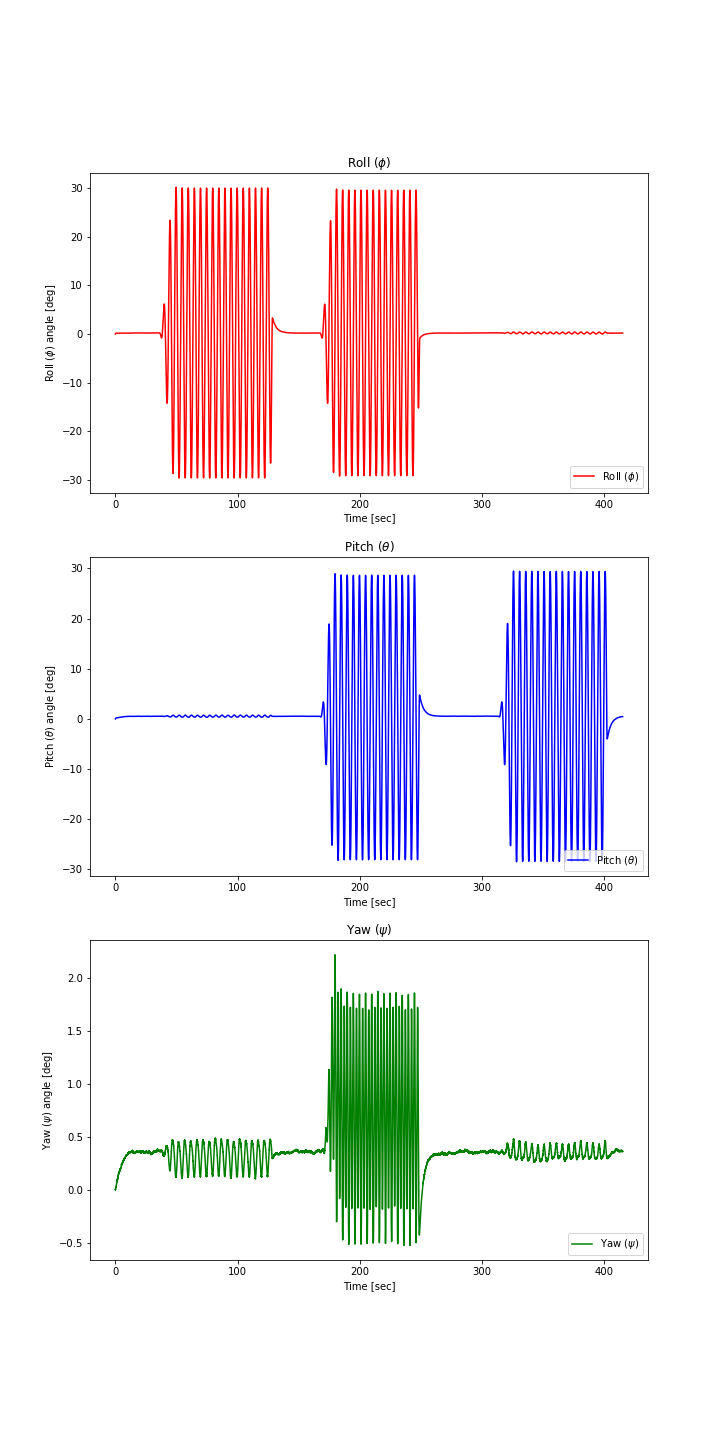 Roll (ϕ)
30
20
10
0
−10
−20
−30
Roll (ϕ) angle [deg]
Roll (ϕ)
0 100 200 300 400
Time [sec]
Pitch (θ)
30
20
10
0
−10
−20
−30
Pitch (θ) angle [deg]
Pitch (θ)
0 100 200 300 400
Time [sec]
Yaw (ψ)
2.0
1.5
1.0
0.5
0.0
−0.5
Yaw (ψ) angle [deg]
Yaw (ψ)
0 100 200 300 400
Time [sec]